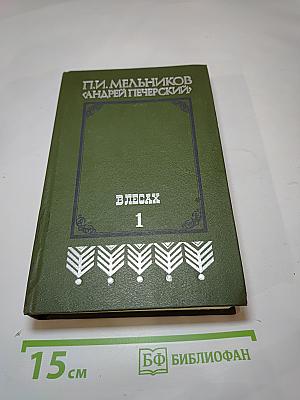 П.И. МЕЛЬНИКОВ
‹АНДРЕЙ ПЕЧЕРСКИЙ›
В ЛЕСАХ
1
15 см
БФ БИБЛИОФАН